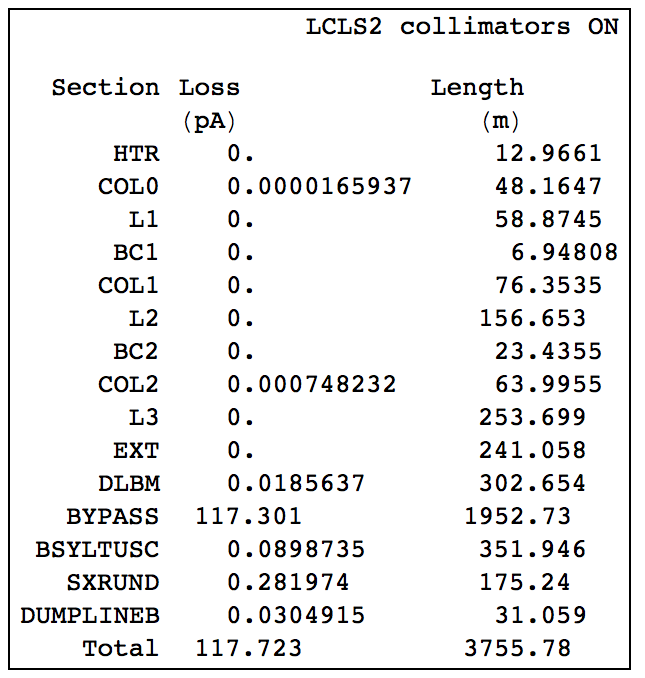 LCLS2 collimators ON
Section Loss Length
(pA) (m)
HTR 0. 12.9661
COL0 0.0000165937 48.1647
L1 0. 58.8745
BC1 0. 6.94808
COL1 0. 76.3535
L2 0. 156.653
BC2 0. 23.4355
COL2 0.000748232 63.9955
L3 0. 253.699
EXT 0. 241.058
DLBM 0.0185637 302.654
BYPASS 117.301 1952.73
BSYLTUSC 0.0898735 351.946
SXRUND 0.281974 175.24
DUMPLINEB 0.0304915 31.059
Total 117.723 3755.78